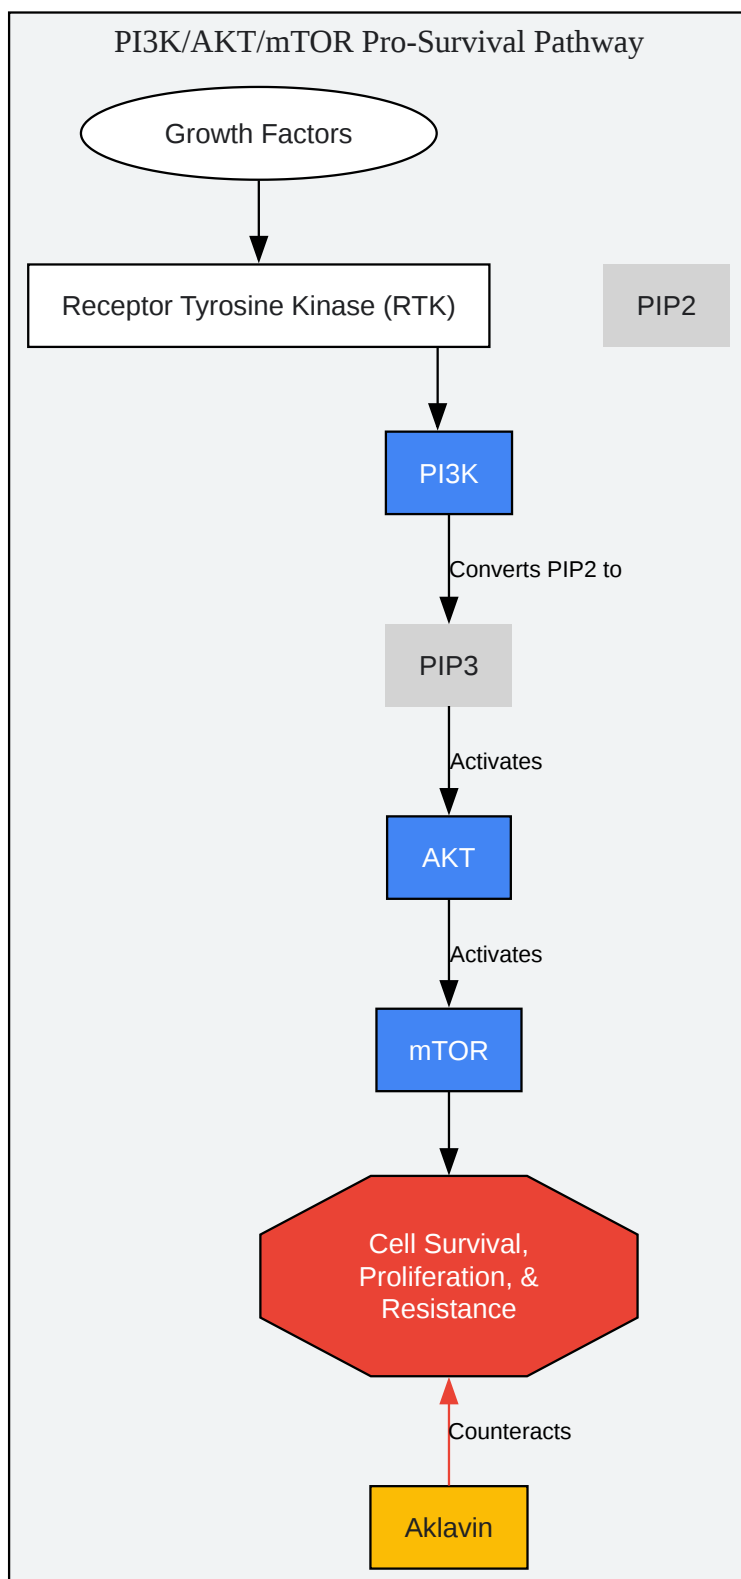 PI3K/AKT/mTOR Pro-Survival Pathway
Growth Factors
Receptor Tyrosine Kinase (RTK)
PIP2
PI3K
Converts PIP2 to
PIP3
Activates
AKT
Activates
mTOR
Cell Survival,
Proliferation, &
Resistance
Counteracts
Aklavin